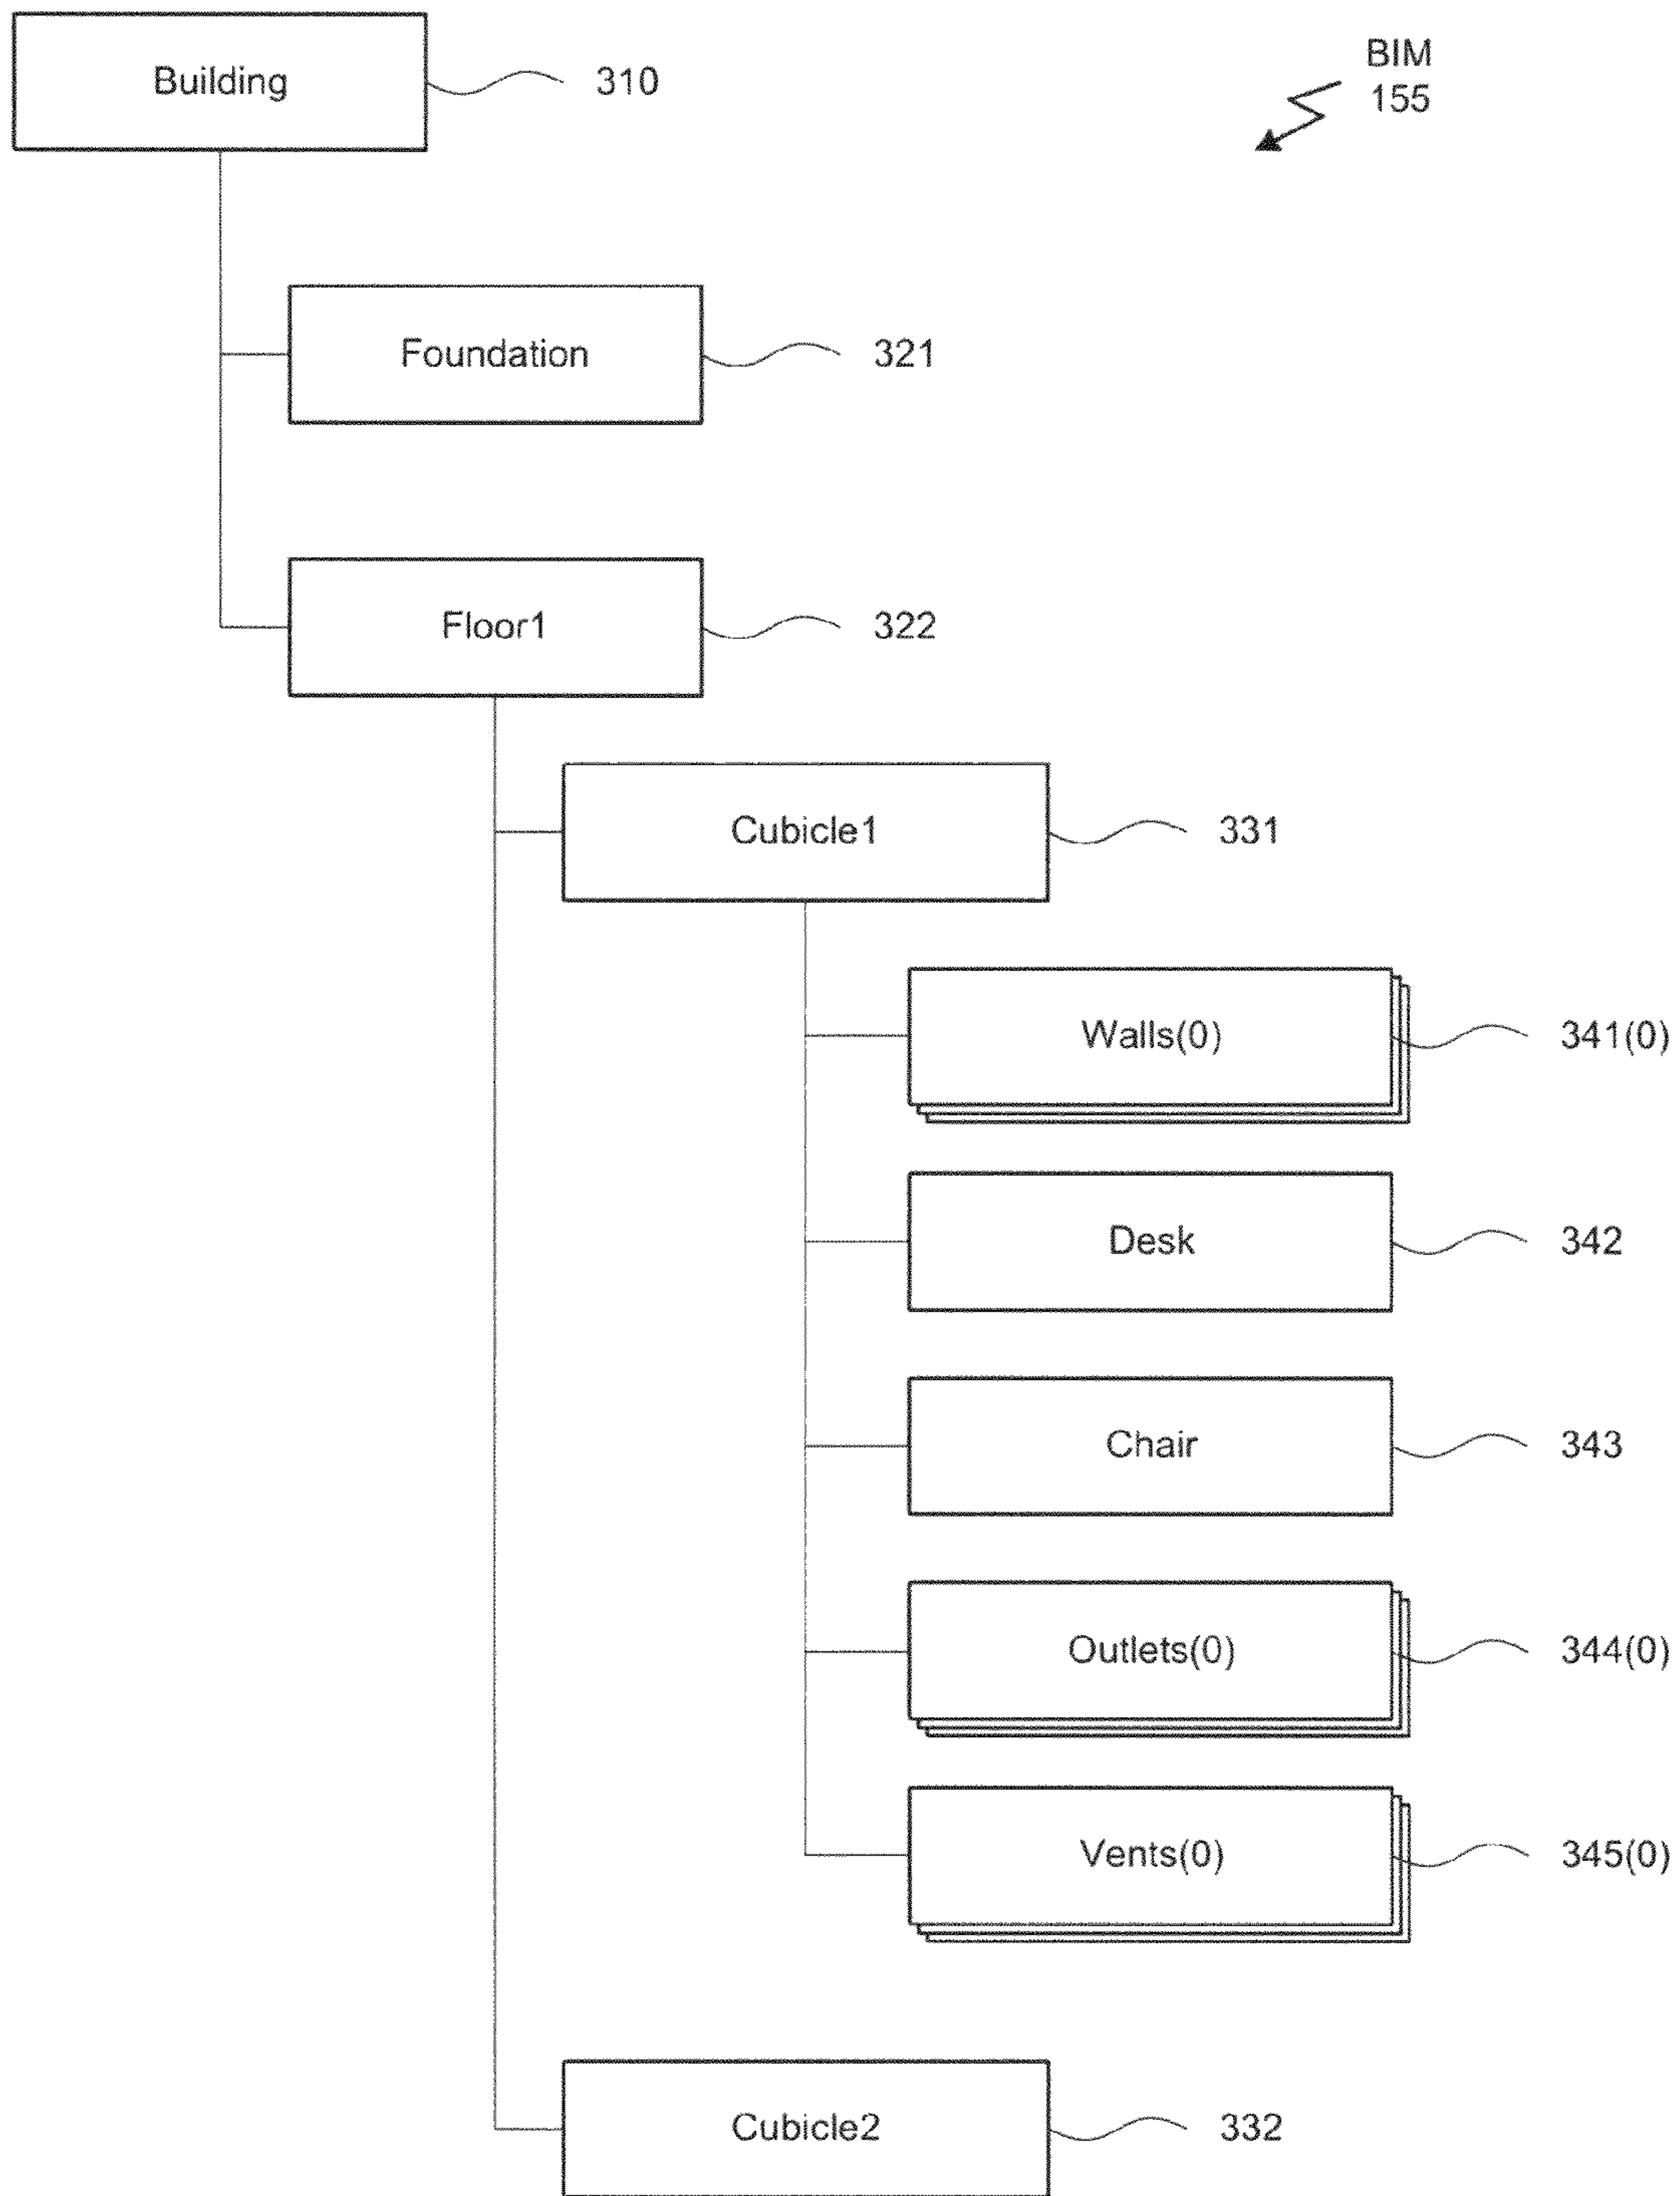 Building
310
BIM
155
Foundation
321
Floor1
322
Cubicle1
331
Walls(0)
341(0)
Desk
342
Chair
343
Outlets(0)
344(0)
Vents(0)
345(0)
Cubicle2
332